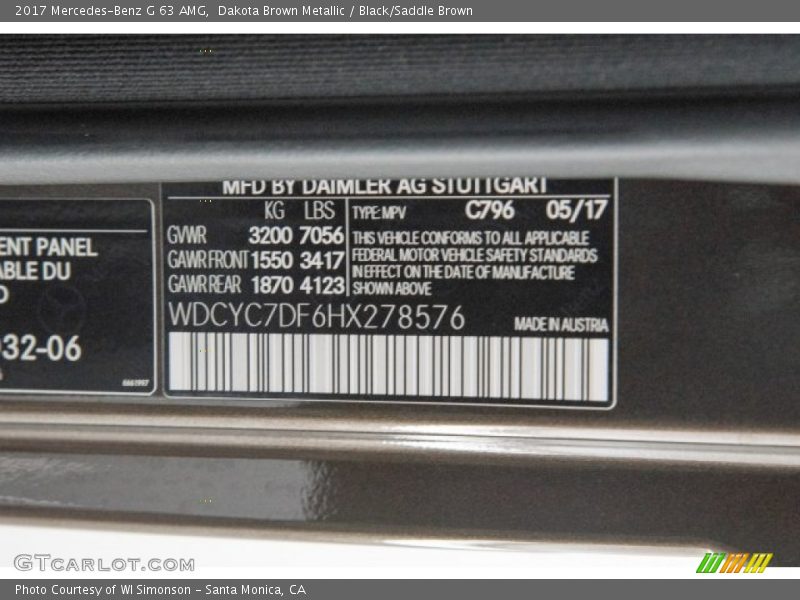 2017 Mercedes-Benz G 63 AMG, Dakota Brown Metallic / Black/Saddle Brown
MFD BY DAIMLER AG STUTTGART
KG LBS
GVWR 3200 7056
GAWR FRONT 1550 3417
GAWR REAR 1870 4123
TYPE: MPV C796 05/17
THIS VEHICLE CONFORMS TO ALL APPLICABLE
FEDERAL MOTOR VEHICLE SAFETY STANDARDS
IN EFFECT ON THE DATE OF MANUFACTURE
SHOWN ABOVE
WDCYC7DF6HX278576
MADE IN AUSTRIA
ENT PANEL
ABLE DU
032-06
GTcarlot.com
Photo Courtesy of WI Simonson - Santa Monica, CA